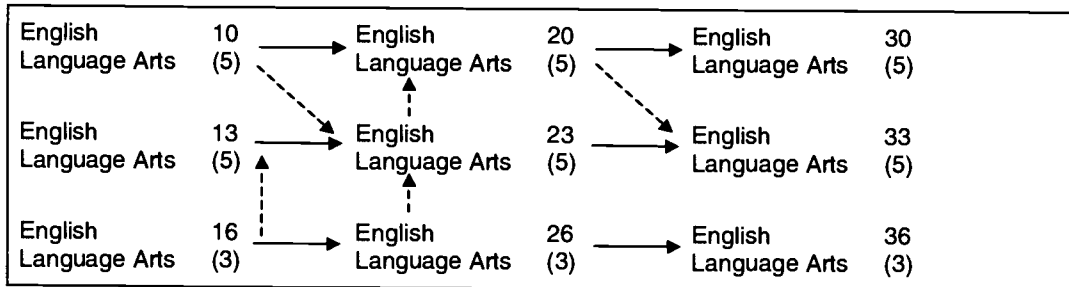 English 10 English 20 English 30
Language Arts (5) Language Arts (5) Language Arts (5)
English 13 English 23 English 33
Language Arts (5) Language Arts (5) Language Arts (5)
English 16 English 26 English 36
Language Arts (3) Language Arts (3) Language Arts (3)